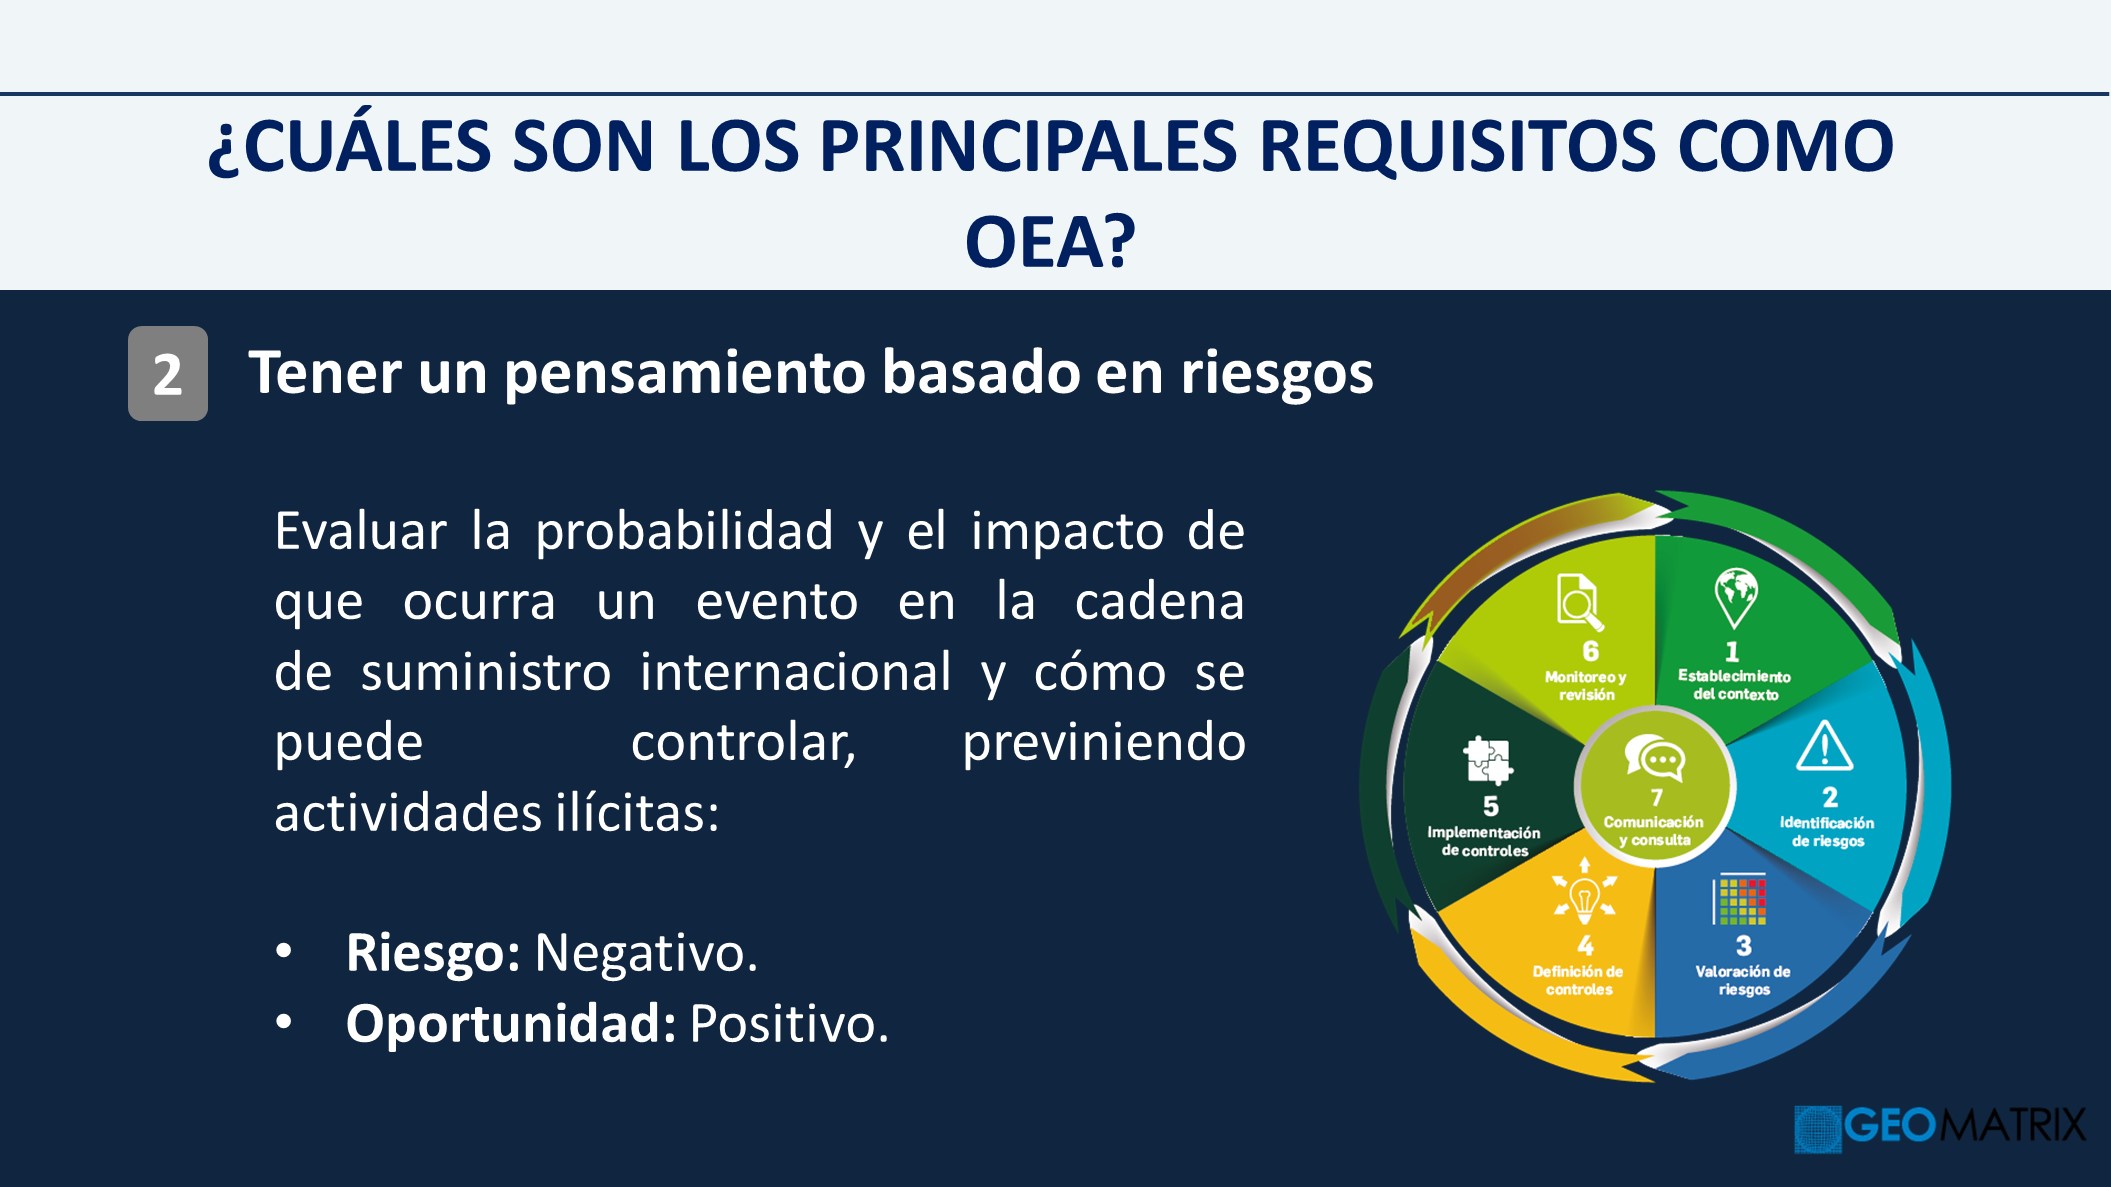 ¿CUÁLES SON LOS PRINCIPALES REQUISITOS COMO
OEA?
2
Tener un pensamiento basado en riesgos
Evaluar la probabilidad y el impacto de
que ocurra un evento en la cadena
de suministro internacional y cómo se
puede controlar, previniendo
actividades ilícitas:
• Riesgo: Negativo.
• Oportunidad: Positivo.
1
Establecimiento
del contexto
2
Identificación
de riesgos
3
Valoración de
riesgos
4
Definición de
controles
5
Implementación
de controles
6
Monitoreo y
revisión
7
Comunicación
y consulta
GEOMATRIX